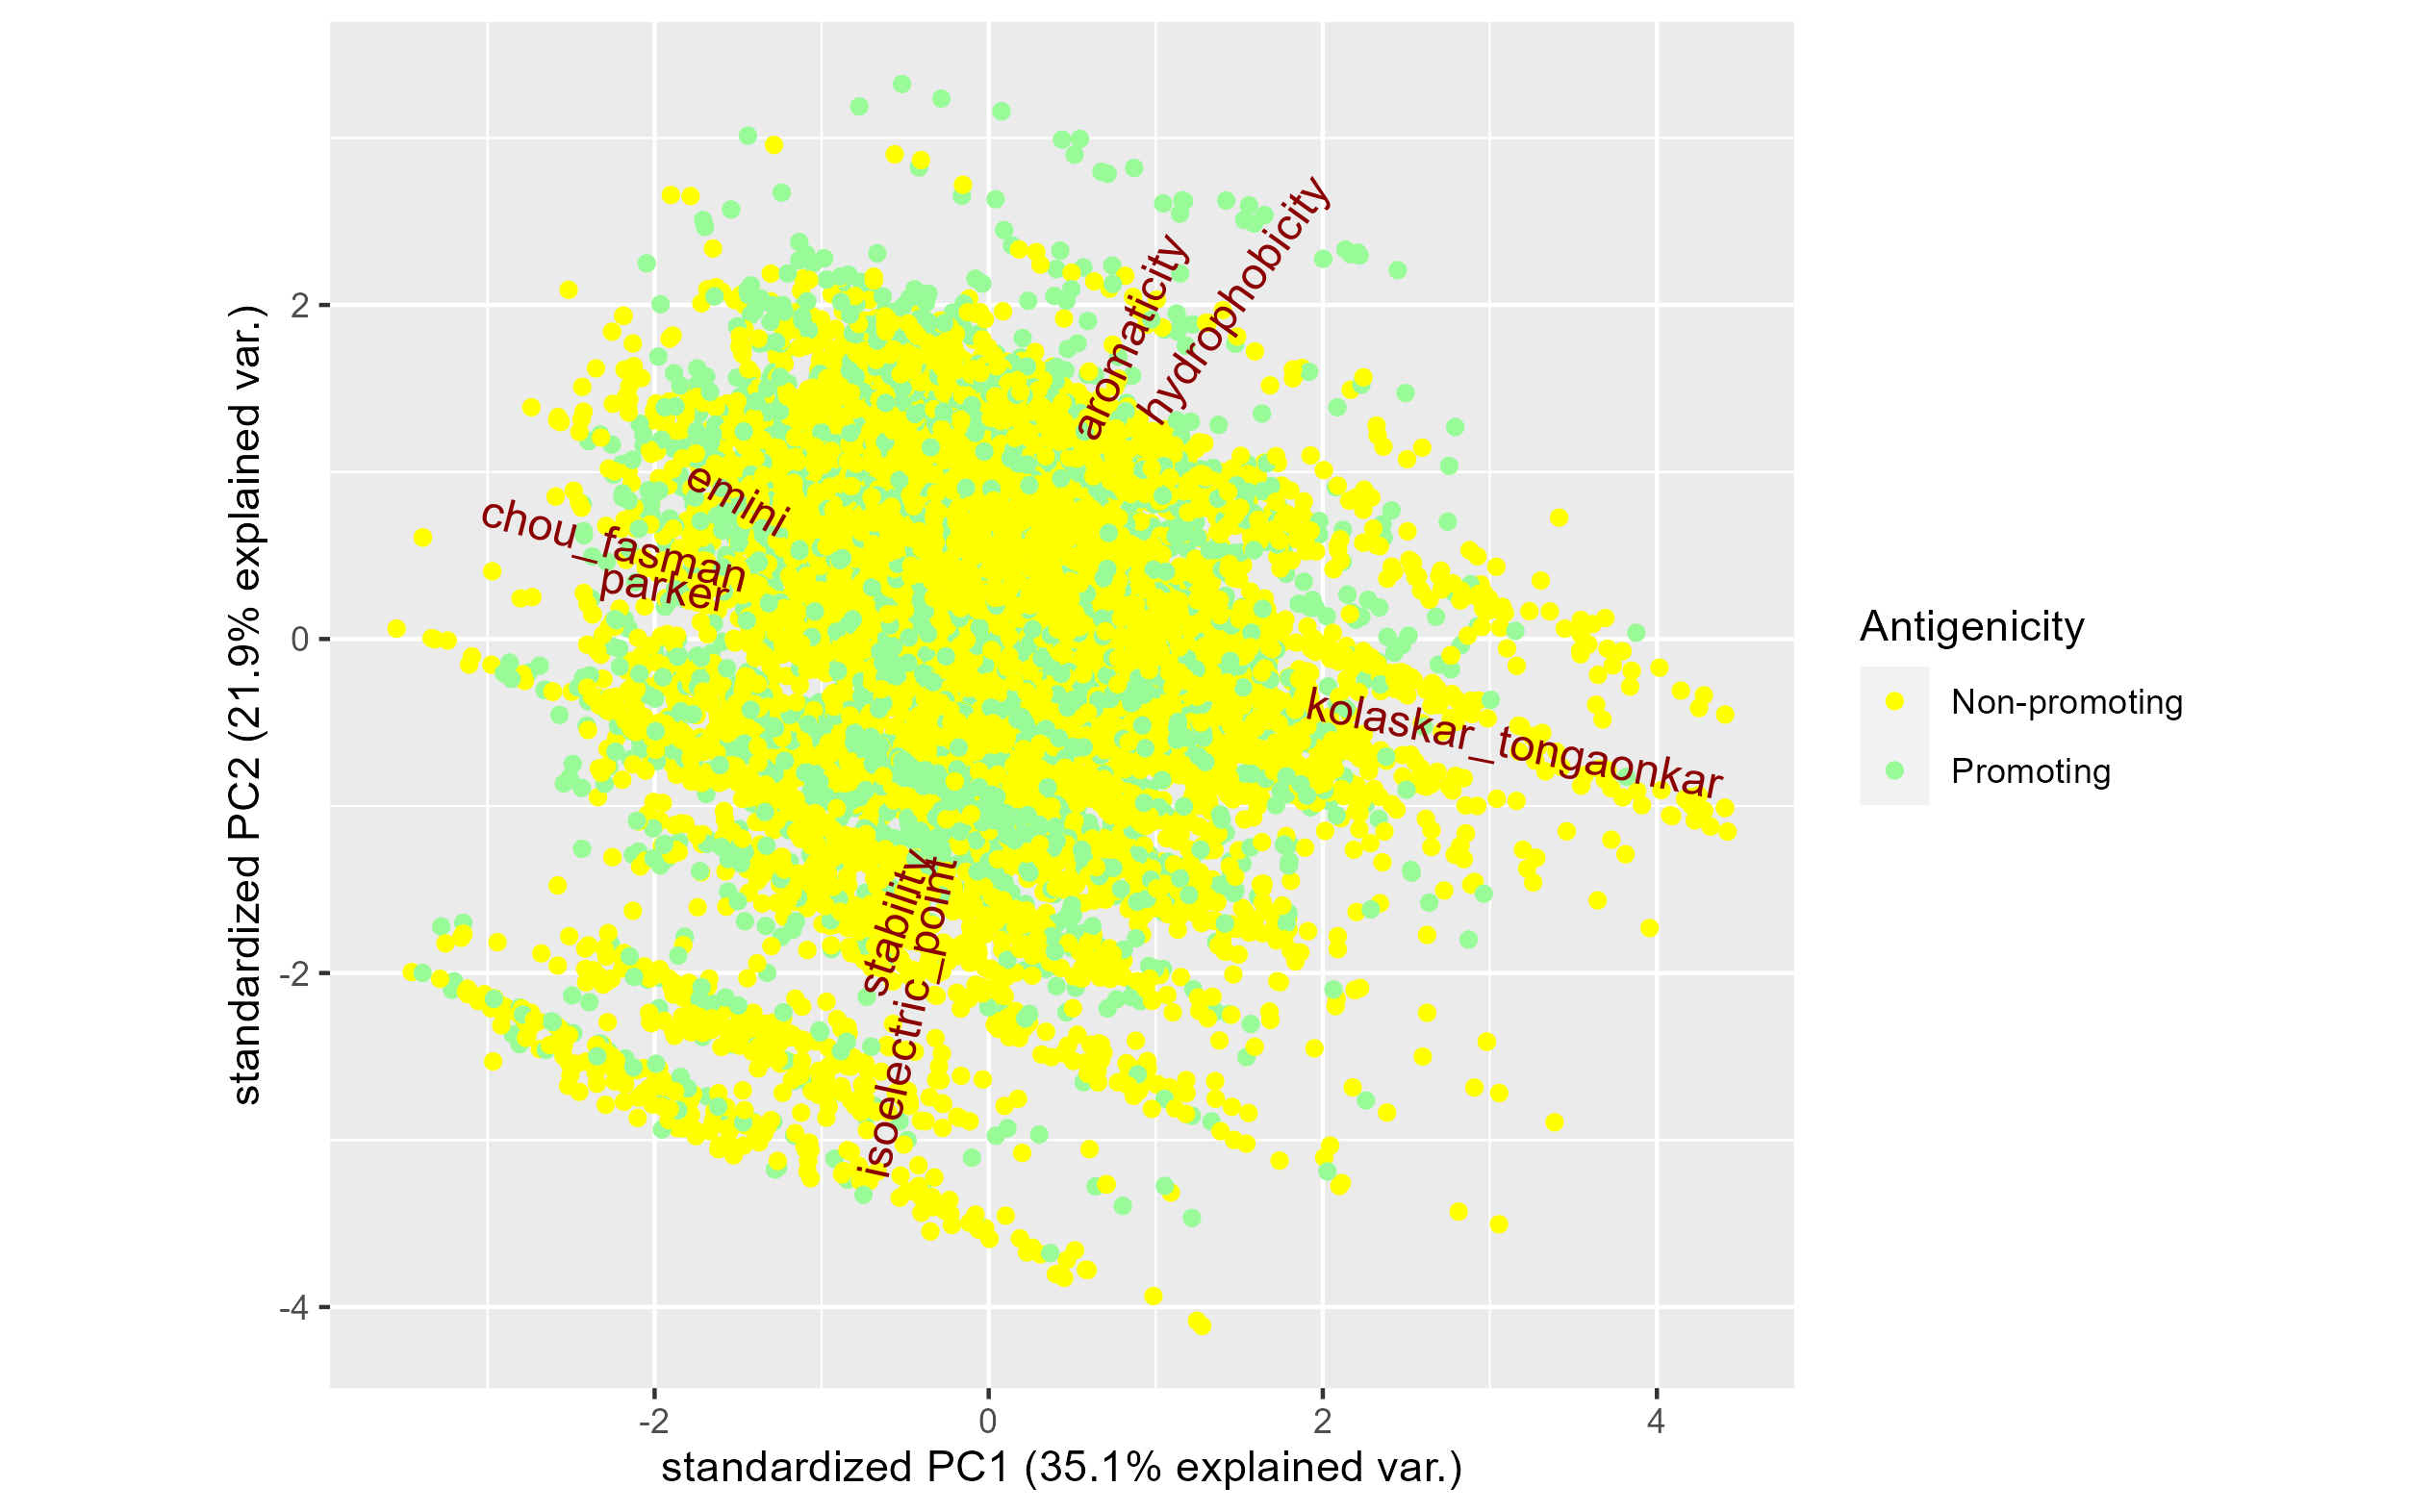 aromaticity
hydrophobicity
emini
chou_fasman
parker
kolaskar_tongaonkar
stability
isoelectric_point
standardized PC2 (21.9% explained var.)
2
0
-2
-4
-2
0
2
4
standardized PC1 (35.1% explained var.)
Antigenicity
Non-promoting
Promoting